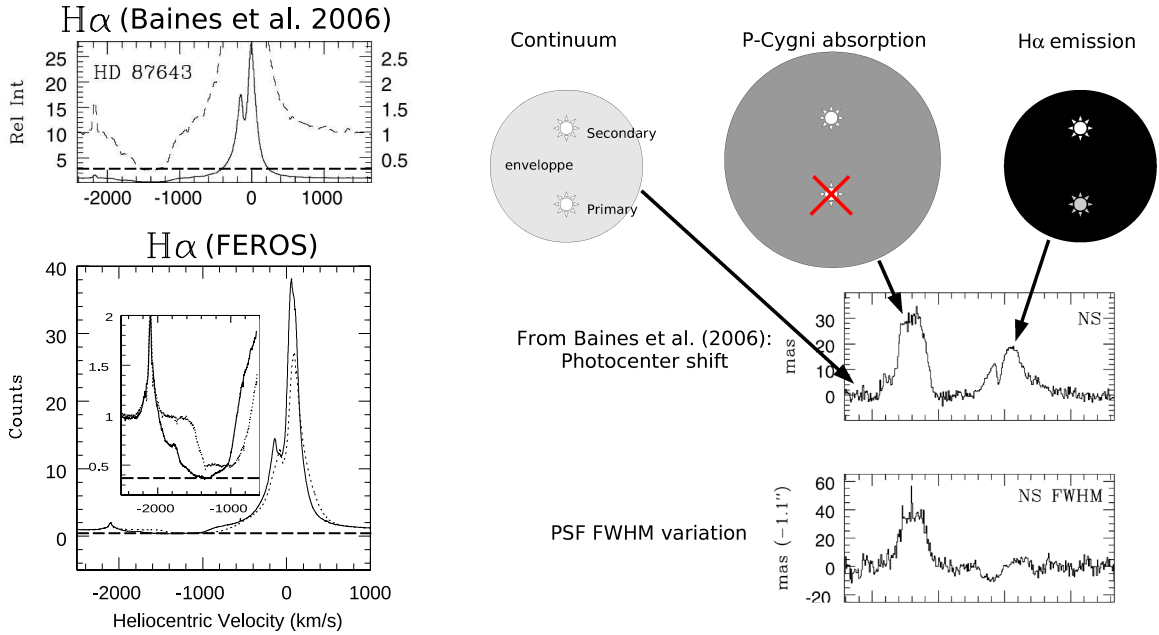 Hα (Baines et al. 2006)
HD 87643
Rel Int
25
20
15
10
5
2.5
2
1.5
1
0.5
-2000 -1000 0 1000
Hα (FEROS)
Counts
40
30
20
10
0
2
1.5
1
0.5
-2000 -1000
-2000 -1000 0 1000
Heliocentric Velocity (km/s)
Continuum
P-Cygni absorption
Hα emission
Secondary
enveloppe
Primary
From Baines et al. (2006):
Photocenter shift
NS
mas
30
20
10
0
PSF FWHM variation
NS FWHM
mas (−1.1")
60
40
20
0
-20